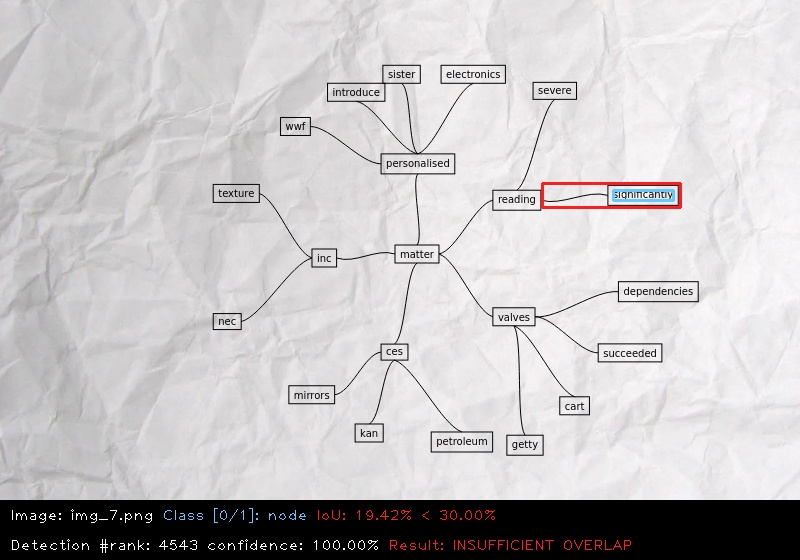 sister
electronics
introduce
severe
wwf
personalised
texture
reading
significantly
matter
inc
dependencies
nec
valves
ces
succeeded
mirrors
cart
kan
petroleum
getty
Image: img_7.png Class [0/1]: node IoU: 19.42% < 30.00%
Detection #rank: 4543 confidence: 100.00% Result: INSUFFICIENT OVERLAP